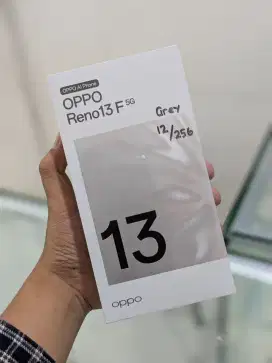 OPPO AI Phone
OPPO
Reno13 F 5G
Grey
12/256
13
oppo